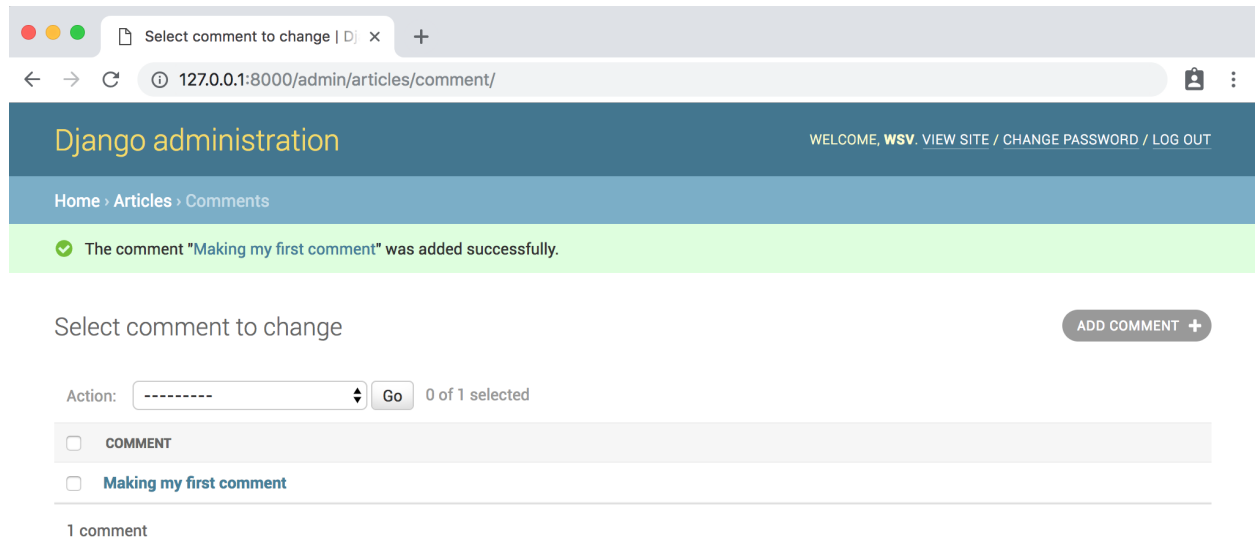 Select comment to change | Dj
127.0.0.1:8000/admin/articles/comment/
Django administration
WELCOME, WSV. VIEW SITE / CHANGE PASSWORD / LOG OUT
Home › Articles › Comments
The comment "Making my first comment" was added successfully.
Select comment to change
ADD COMMENT +
Action: --------- Go 0 of 1 selected
COMMENT
Making my first comment
1 comment